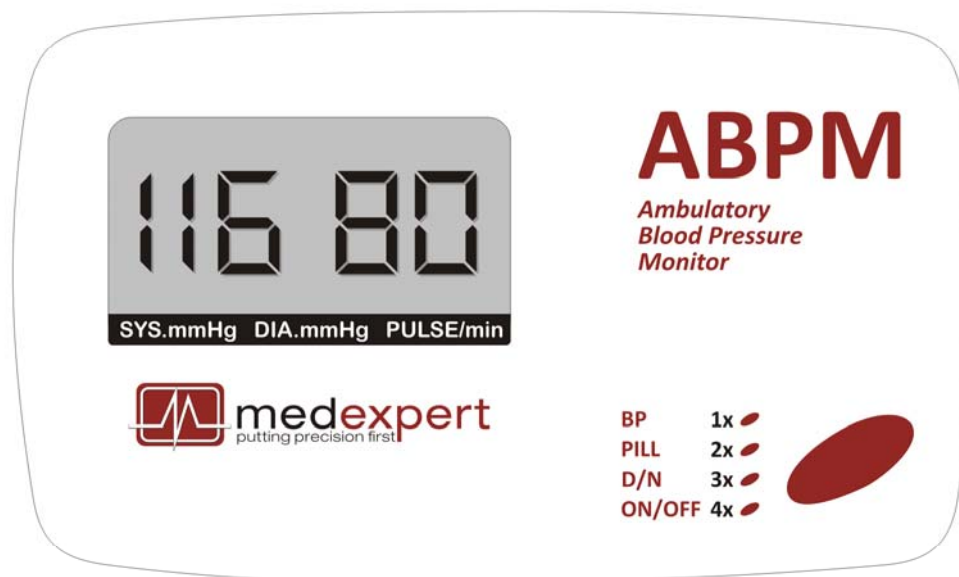 116 80
SYS.mmHg DIA.mmHg PULSE/min
medexpert
putting precision first
ABPM
Ambulatory
Blood Pressure
Monitor
BP 1x
PILL 2x
D/N 3x
ON/OFF 4x